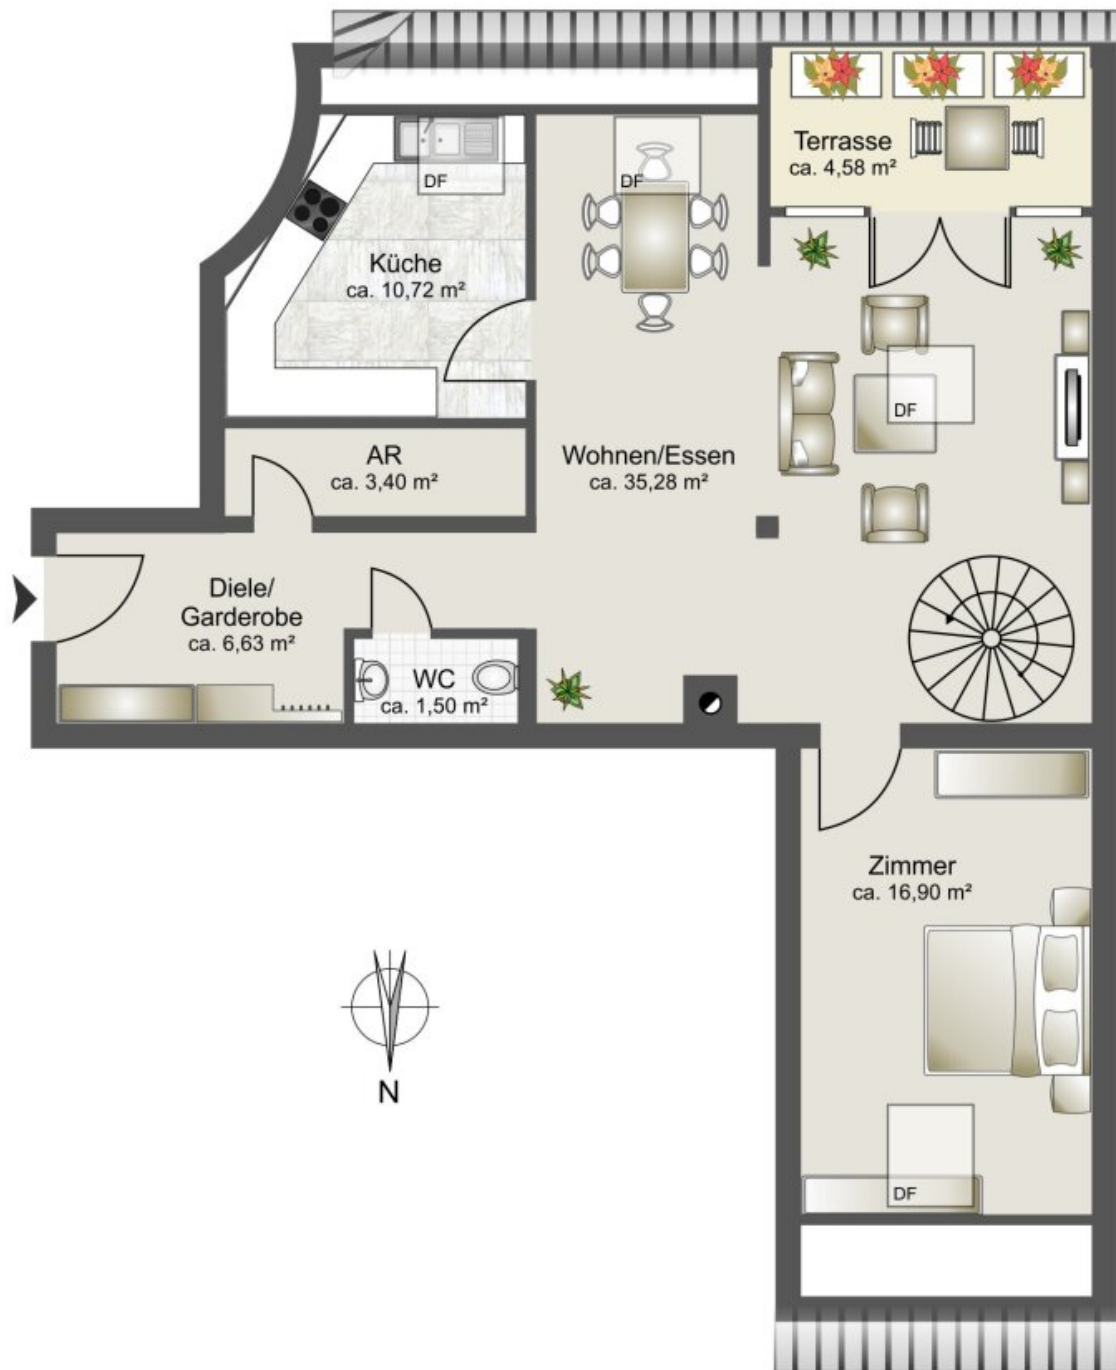 Terrasse
ca. 4,58 m²
DF
DF
Küche
ca. 10,72 m²
DF
AR
ca. 3,40 m²
Wohnen/Essen
ca. 35,28 m²
Diele/
Garderobe
ca. 6,63 m²
WC
ca. 1,50 m²
Zimmer
ca. 16,90 m²
N
DF